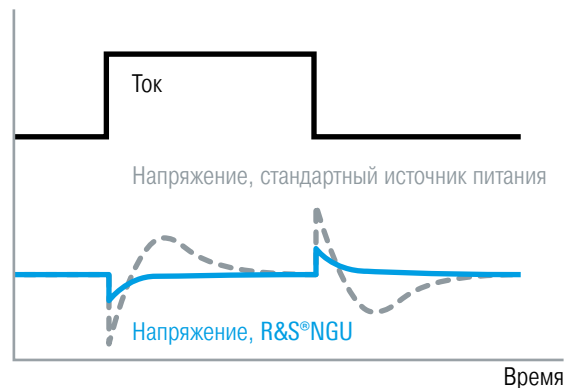 Ток
Напряжение, стандартный источник питания
Напряжение, R&S®NGU
Время